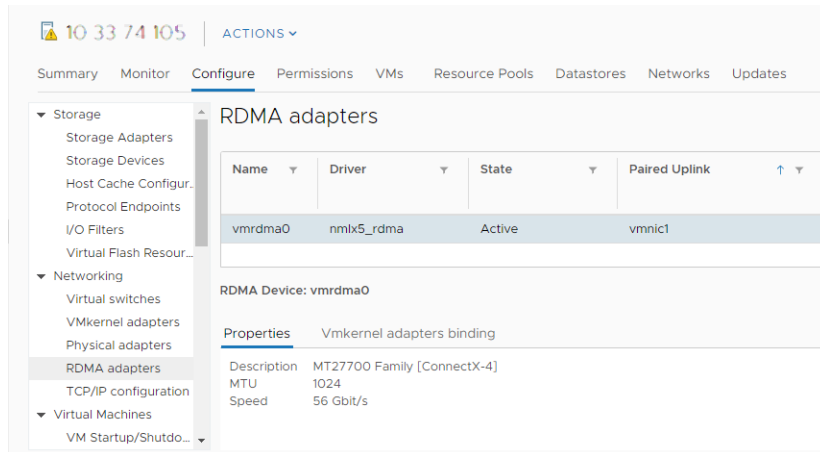 10 33 74 105 ACTIONS
Summary Monitor Configure Permissions VMs Resource Pools Datastores Networks Updates
Storage
Storage Adapters
Storage Devices
Host Cache Configur..
Protocol Endpoints
I/O Filters
Virtual Flash Resour...
Networking
Virtual switches
VMkernel adapters
Physical adapters
RDMA adapters
TCP/IP configuration
Virtual Machines
VM Startup/Shutdo...
RDMA adapters
Name Driver State Paired Uplink
vmrdma0 nmlx5_rdma Active vmnic1
RDMA Device: vmrdma0
Properties Vmkernel adapters binding
Description MT27700 Family [ConnectX-4]
MTU 1024
Speed 56 Gbit/s